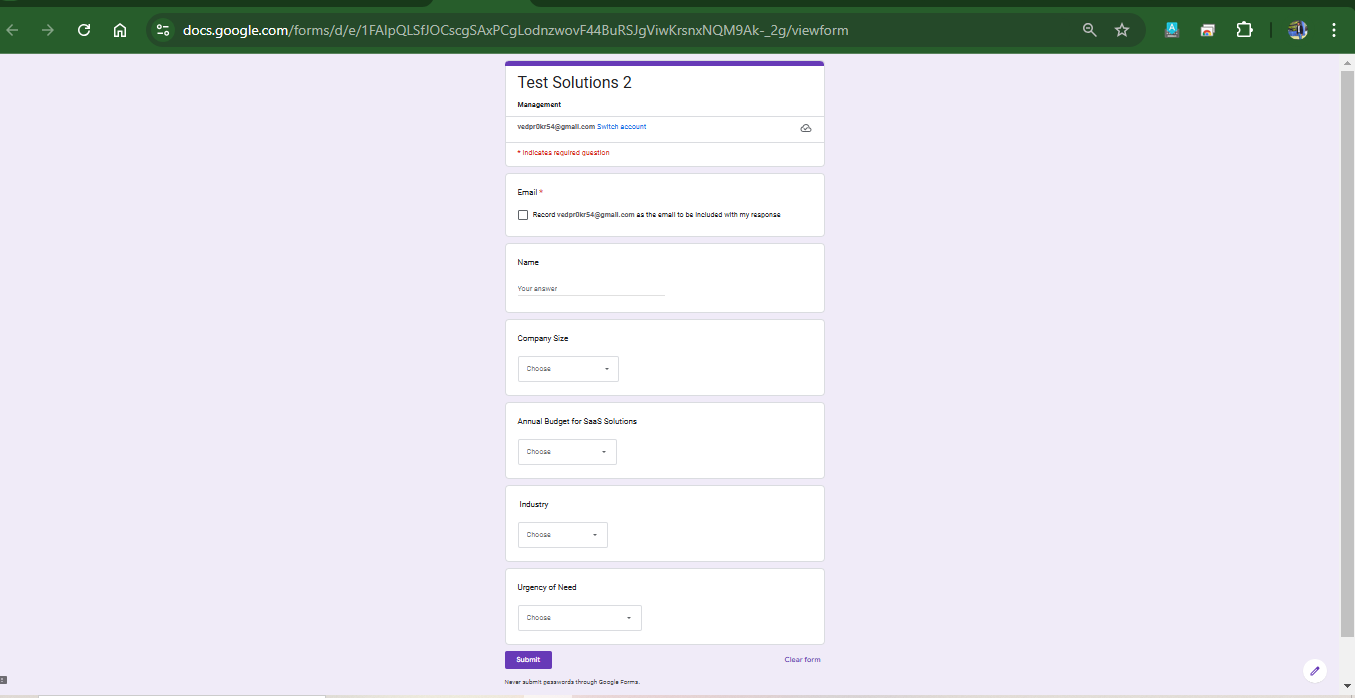 docs.google.com/forms/d/e/1FAIpQLSfJOCscgSAxPCgLodnzwovF44BuRSJgViwKrsnxNQM9Ak-_2g/viewform
Test Solutions 2
Management
vedpr0kr54@gmail.com Switch account
* Indicates required question
Email *
Record vedpr0kr54@gmail.com as the email to be included with my response
Name
Your answer
Company Size
Choose
Annual Budget for SaaS Solutions
Choose
Industry
Choose
Urgency of Need
Choose
Submit
Clear form
Never submit passwords through Google Forms.